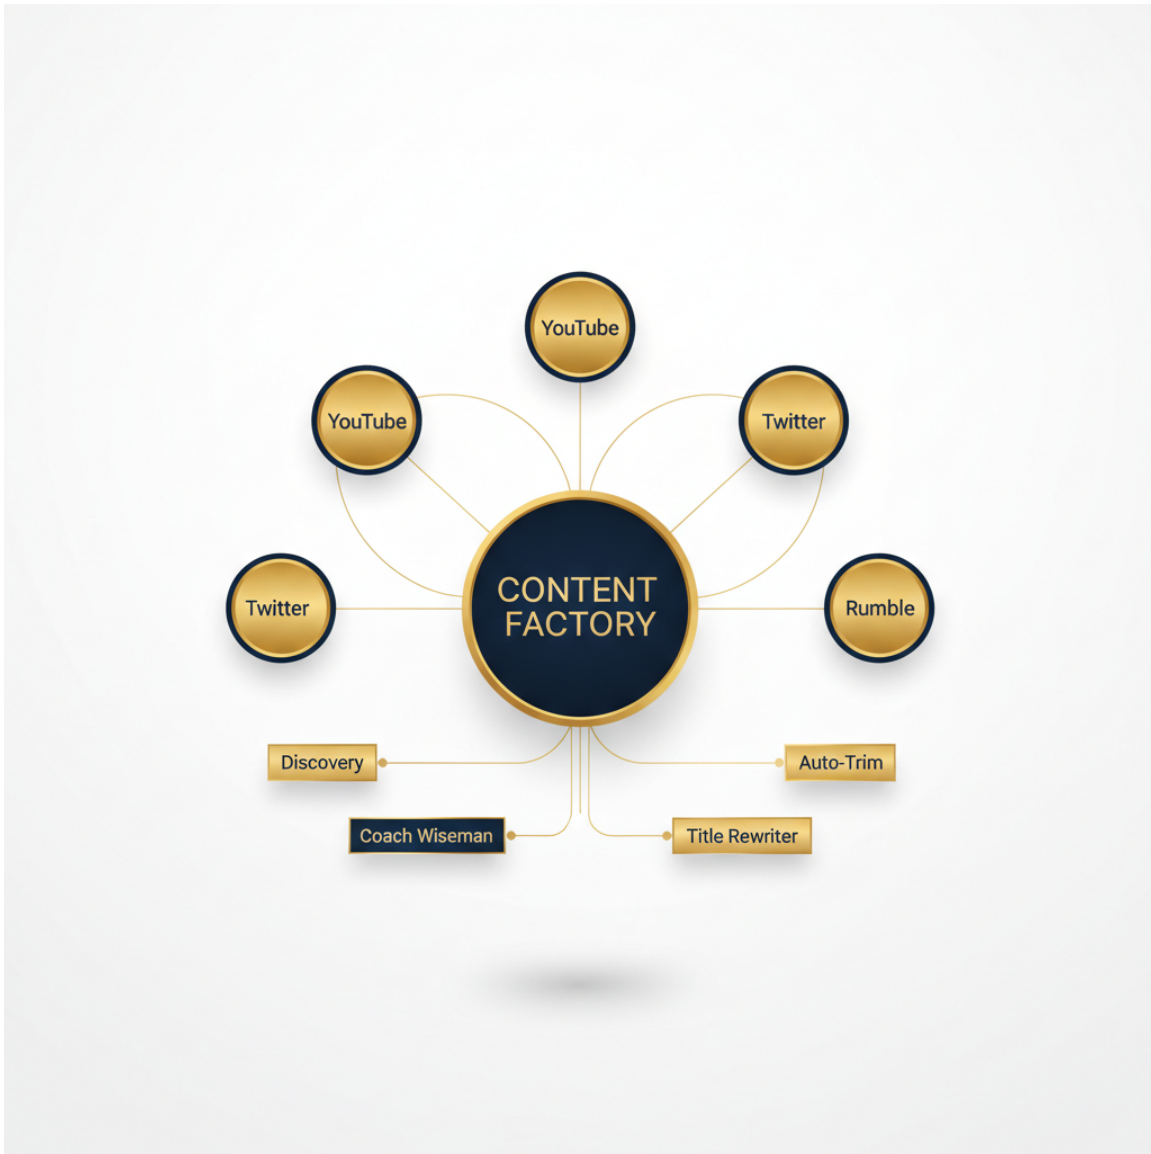 YouTube
YouTube
Twitter
CONTENT
FACTORY
Twitter
Rumble
Discovery
Auto-Trim
Coach Wiseman
Title Rewriter